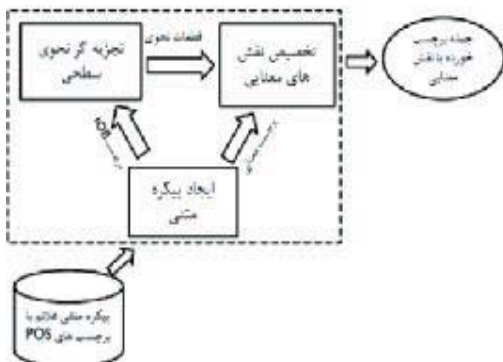 تجزیه گر نحوی
سطحی
قطعات نحوی
تخصیص نقش
های معنایی
جمله برچسب
خورده با نقش
معنایی
POS
ایجاد پیکره
متنی
پیکره متنی
با
برچسب های POS